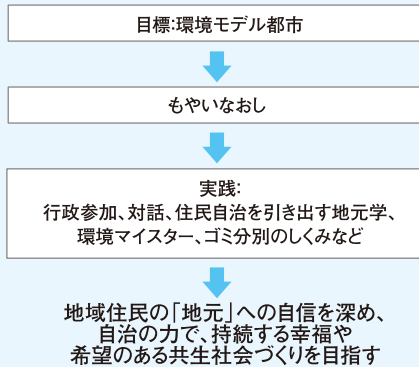 目標:環境モデル都市
もやいなおし
実践:
行政参加、対話、住民自治を引き出す地元学、
環境マイスター、ゴミ分別のしくみなど
地域住民の「地元」への自信を深め、
自治の力で、持続する幸福や
希望のある共生社会づくりを目指す